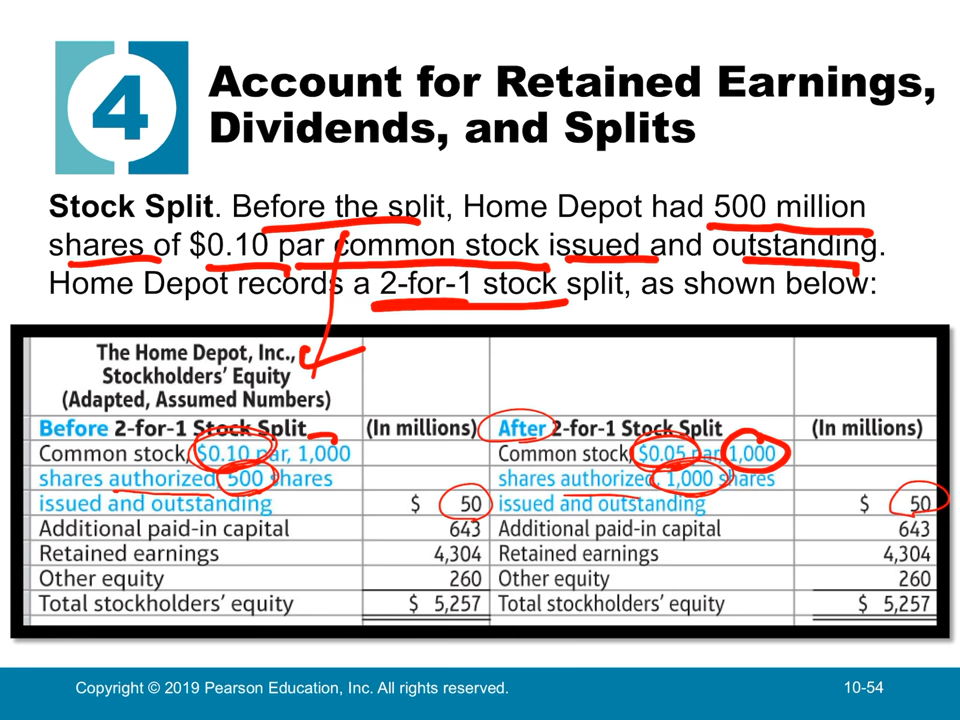 4
Account for Retained Earnings,
Dividends, and Splits
Stock Split. Before the split, Home Depot had 500 million
shares of $0.10 par common stock issued and outstanding.
Home Depot records a 2-for-1 stock split, as shown below:
The Home Depot, Inc.,
Stockholders’ Equity
(Adapted, Assumed Numbers)
Before 2-for-1 Stock Split (In millions) After 2-for-1 Stock Split (In millions)
Common stock, $0.10 par, 1,000 Common stock, $0.05 par, 1,000
shares authorized, 500 shares shares authorized, 1,000 shares
issued and outstanding $ 50 issued and outstanding $ 50
Additional paid-in capital 643 Additional paid-in capital 643
Retained earnings 4,304 Retained earnings 4,304
Other equity 260 Other equity 260
Total stockholders’ equity $ 5,257 Total stockholders’ equity $ 5,257
Copyright © 2019 Pearson Education, Inc. All rights reserved. 10-54